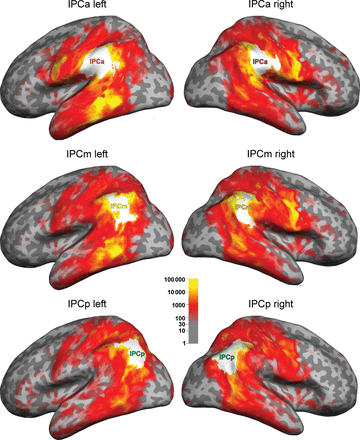 IPCa left
IPCa right
IPCa
IPCa
IPCm left
IPCm right
IPCm
IPCm left
100 000
10 000
1000
100
30
10
1
IPCp left
IPCp right
IPCp
IPCp